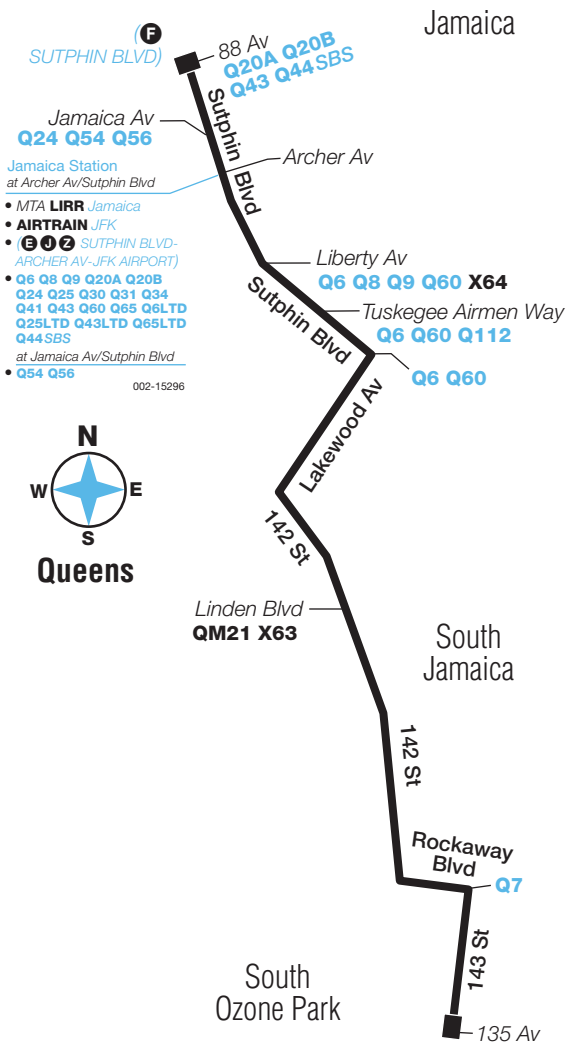 Jamaica
(F
SUTPHIN BLVD)
88 Av
Q20A Q20B
Q43 Q44SBS
Sutphin Blvd
Jamaica Av
Q24 Q54 Q56
Archer Av
Jamaica Station
at Archer Av/Sutphin Blvd
• MTA LIRR Jamaica
• AIRTRAIN JFK
• (E J Z SUTPHIN BLVD-
ARCHER AV-JFK AIRPORT)
• Q6 Q8 Q9 Q20A Q20B
Q24 Q25 Q30 Q31 Q34
Q41 Q43 Q60 Q65 Q6LTD
Q25LTD Q43LTD Q65LTD
Q44SBS
at Jamaica Av/Sutphin Blvd
• Q54 Q56
002-15296
Liberty Av
Q6 Q8 Q9 Q60 X64
Sutphin Blvd
Tuskegee Airmen Way
Q6 Q60 Q112
Q6 Q60
Lakewood Av
N
W
E
S
Queens
142 St
Linden Blvd
QM21 X63
South
Jamaica
142 St
Rockaway
Blvd
Q7
143 St
South
Ozone Park
135 Av